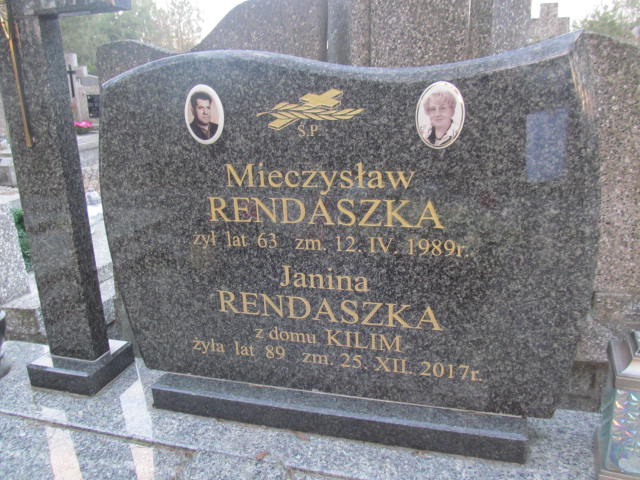 Ś.P.
Mieczysław
RENDASZKA
żył lat 63 zm. 12. IV. 1989r.
Janina
RENDASZKA
z domu KILIM
żyła lat 89 zm. 25. XII. 2017r.